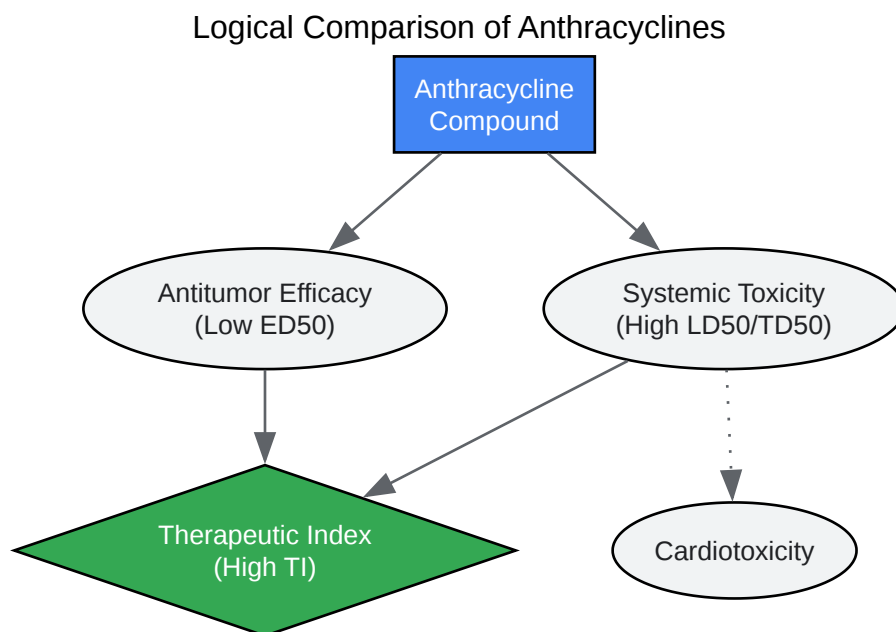 Logical Comparison of Anthracyclines
Anthracycline
Compound
Antitumor Efficacy
(Low ED50)
Systemic Toxicity
(High LD50/TD50)
Therapeutic Index
(High TI)
Cardiotoxicity